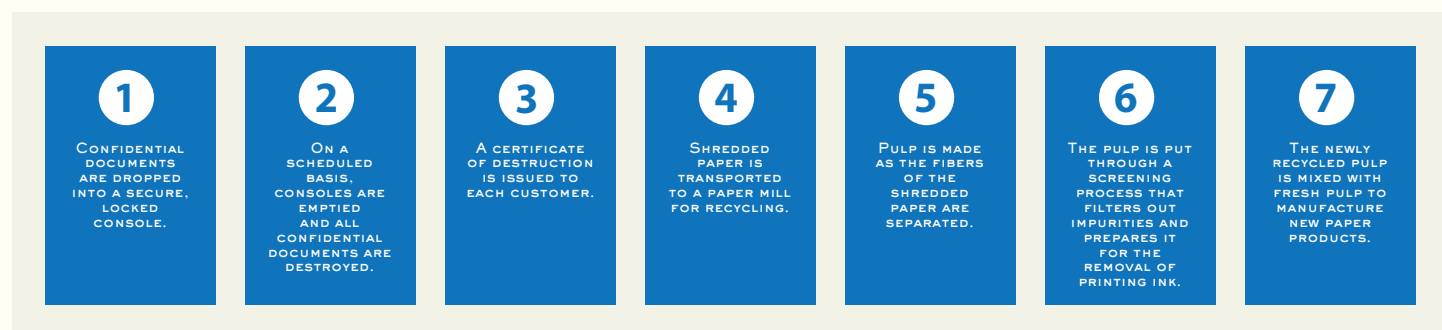 1
Confidential
documents
are dropped
into a secure,
locked
console.
2
On a
scheduled
basis,
consoles are
emptied
and all
confidential
documents are
destroyed.
3
A certificate
of destruction
is issued to
each customer.
4
Shredded
paper is
transported
to a paper mill
for recycling.
5
Pulp is made
as the fibers
of the
shredded
paper are
separated.
6
The pulp is put
through a
screening
process that
filters out
impurities and
prepares it
for the
removal of
printing ink.
7
The newly
recycled pulp
is mixed with
fresh pulp to
manufacture
new paper
products.